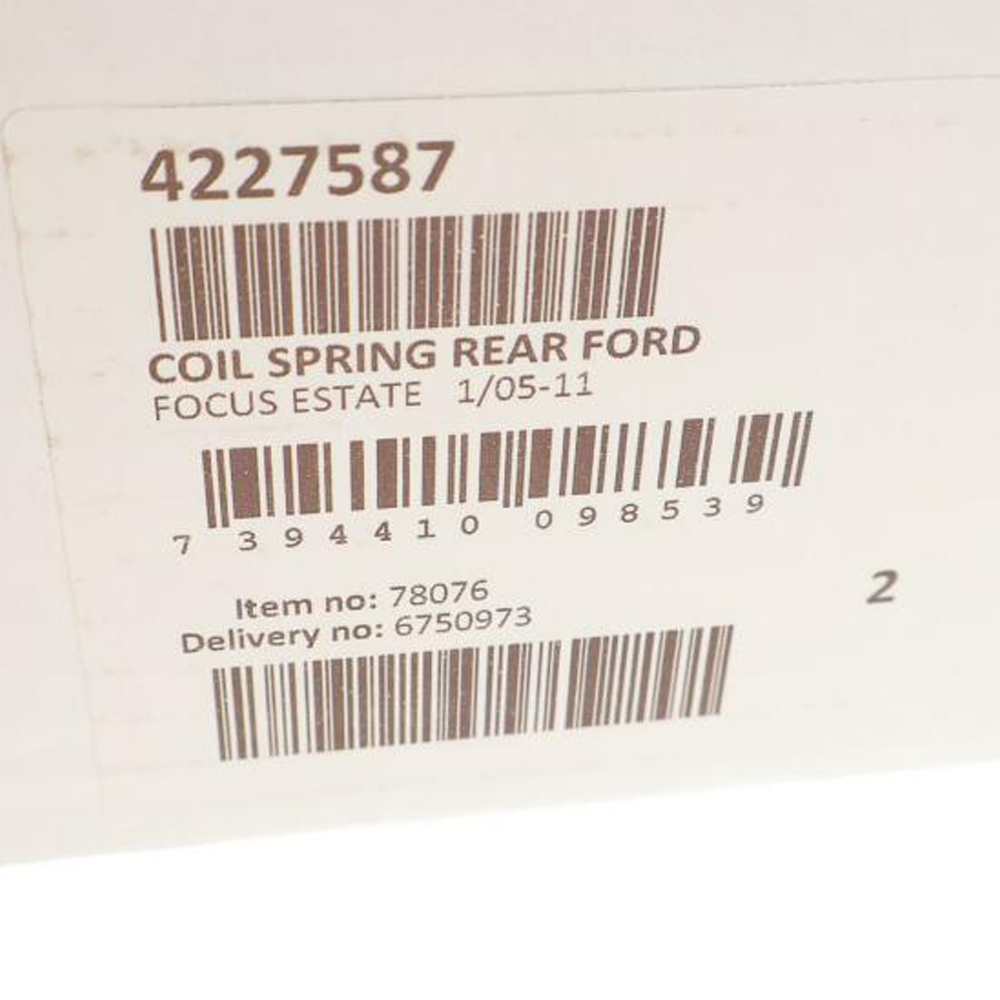 4227587
COIL SPRING REAR FORD
FOCUS ESTATE 1/05-11
7 394410 098539
Item no: 78076
Delivery no: 6750973
2